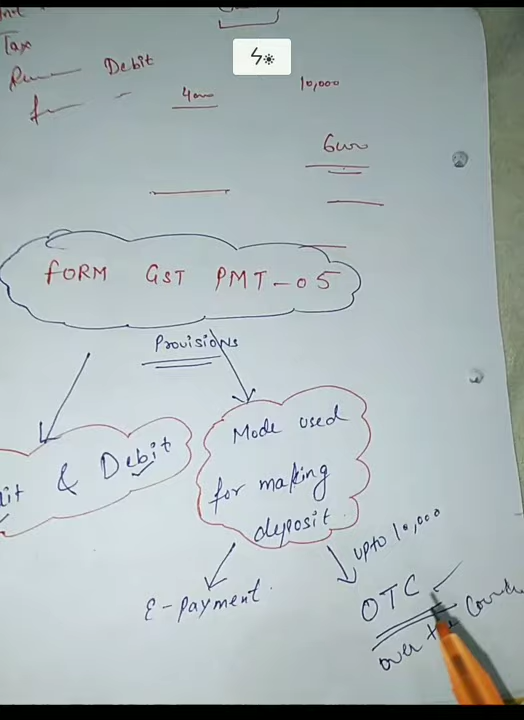 Tax
Debit
4000 10,000
6000
FORM GST PMT-05
Provisions
& Debit
Mode used
for making
deposit
upto 10,000
E-payment
OTC
over the